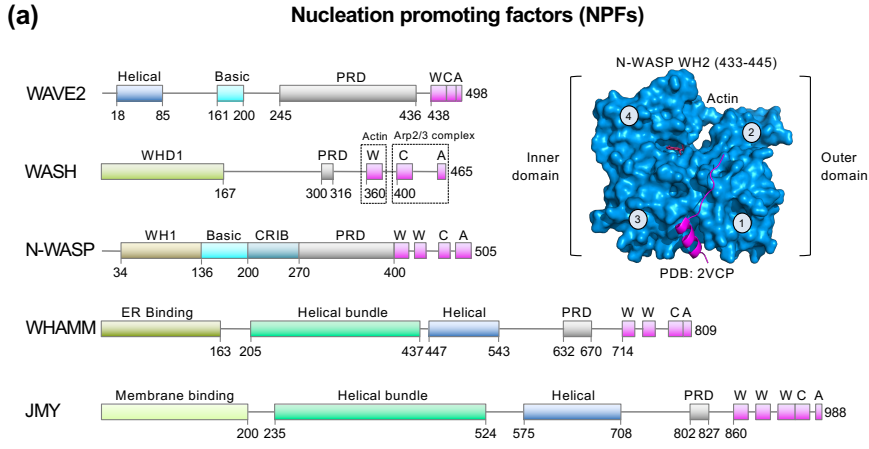 (a)
Nucleation promoting factors (NPFs)
WAVE2
Helical Basic PRD WCA
18 85 161 200 245 436 438 498
WASH
Actin Arp2/3 complex
WHD1 PRD W C A
167 300 316 360 400 465
N-WASP
WH1 Basic CRIB PRD W W C A
34 136 200 270 400 505
WHAMM
ER Binding Helical bundle Helical PRD W W C A
163 205 437 447 543 632 670 714 809
JMY
Membrane binding Helical bundle Helical PRD W W W C A
200 235 524 575 708 802 827 860 988
N-WASP WH2 (433-445)
Actin
4
2
Inner domain
Outer domain
3
1
PDB: 2VCP